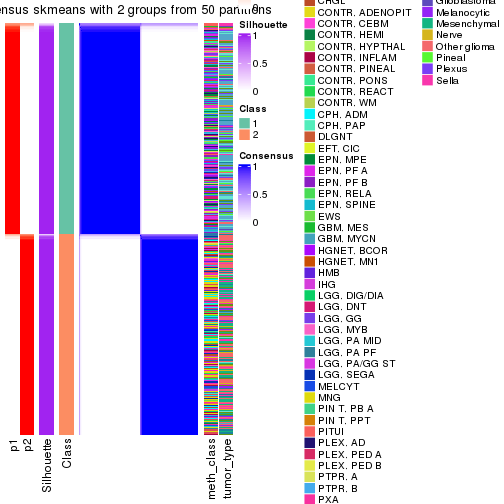 ensus skmeans with 2 groups from 50 partitions
Silhouette
1
0.5
0
Class
1
2
Consensus
1
0.5
0
p1
p2
Silhouette
Class
meth_class
tumor_type
CONTR. ADENOPIT
CONTR. CEBM
CONTR. HEMI
CONTR. HYPTHAL
CONTR. INFLAM
CONTR. PINEAL
CONTR. PONS
CONTR. REACT
CONTR. WM
CPH. ADM
CPH. PAP
DLGNT
EFT. CIC
EPN. MPE
EPN. PF A
EPN. PF B
EPN. RELA
EPN. SPINE
EWS
GBM. MES
GBM. MYCN
HGNET. BCOR
HGNET. MN1
HMB
IHG
LGG. DIG/DIA
LGG. DNT
LGG. GG
LGG. MYB
LGG. PA MID
LGG. PA PF
LGG. PA/GG ST
LGG. SEGA
MELCYT
MNG
PIN T. PB A
PIN T. PPT
PITUI
PLEX. AD
PLEX. PED A
PLEX. PED B
PTPR. A
PTPR. B
PXA
Glioblastoma
Melanocytic
Mesenchymal
Nerve
Other glioma
Pineal
Plexus
Sella